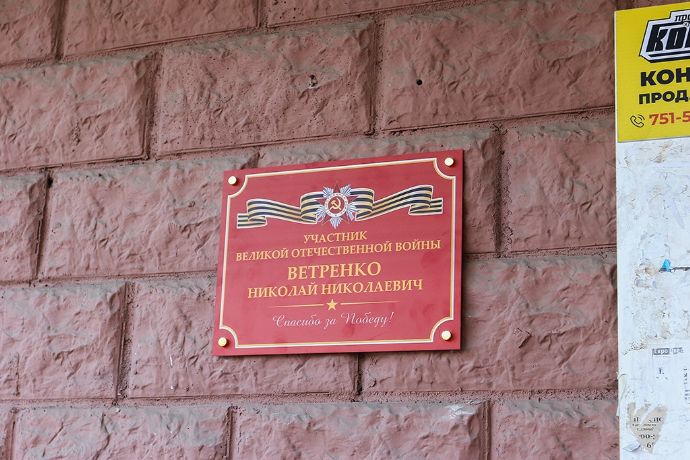 УЧАСТНИК
ВЕЛИКОЙ ОТЕЧЕСТВЕННОЙ ВОЙНЫ
ВЕТРЕНКО
НИКОЛАЙ НИКОЛАЕВИЧ
Спасибо за Победу!
КОН
ПРОД
751-5